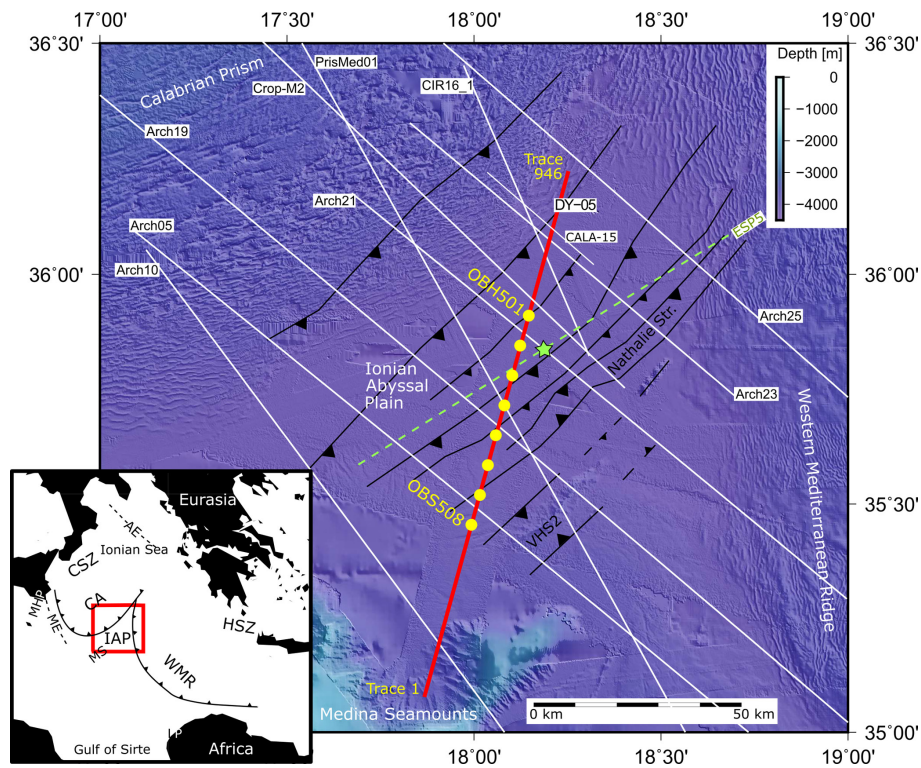 17˚00'
17˚30'
18˚00'
18˚30'
19˚00'
36˚30'
36˚30'
Depth [m]
0
−1000
−2000
−3000
−4000
PrisMed01
Calabrian Prism
Crop-M2
CIR16_1
Arch19
Trace
946
Arch21
DY−05
Arch05
ESP5
CALA-15
Arch10
36˚00'
36˚00'
OBH501
Arch25
Nathalie Str.
Ionian
Abyssal
Plain
Arch23
Western Mediterranean Ridge
OBS508
35˚30'
35˚30'
VHS2
Eurasia
AE
Ionian Sea
CSZ
MHP
ME
CA
IAP
MS
HSZ
WMR
Gulf of Sirte
Africa
Trace 1
Medina Seamounts
0 km
50 km
35˚00'
35˚00'
18˚00'
18˚30'
19˚00'